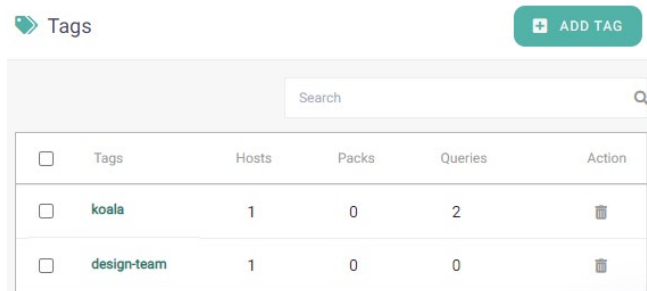 Tags
ADD TAG
Search
Tags Hosts Packs Queries Action
koala 1 0 2
design-team 1 0 0